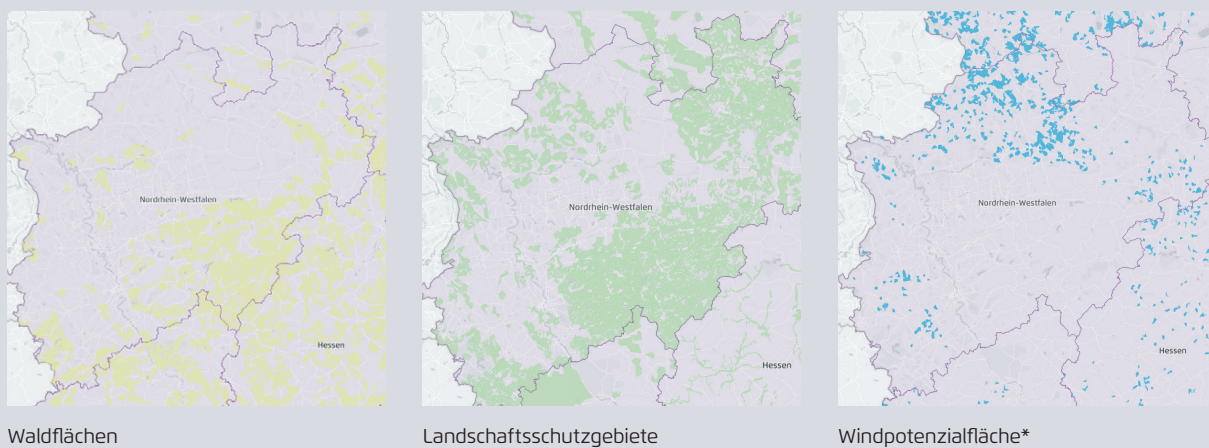 Nordrhein-Westfalen
Hessen
Waldflächen
Nordrhein-Westfalen
Hessen
Landschaftsschutzgebiete
Nordrhein-Westfalen
Hessen
Windpotenzialfläche*